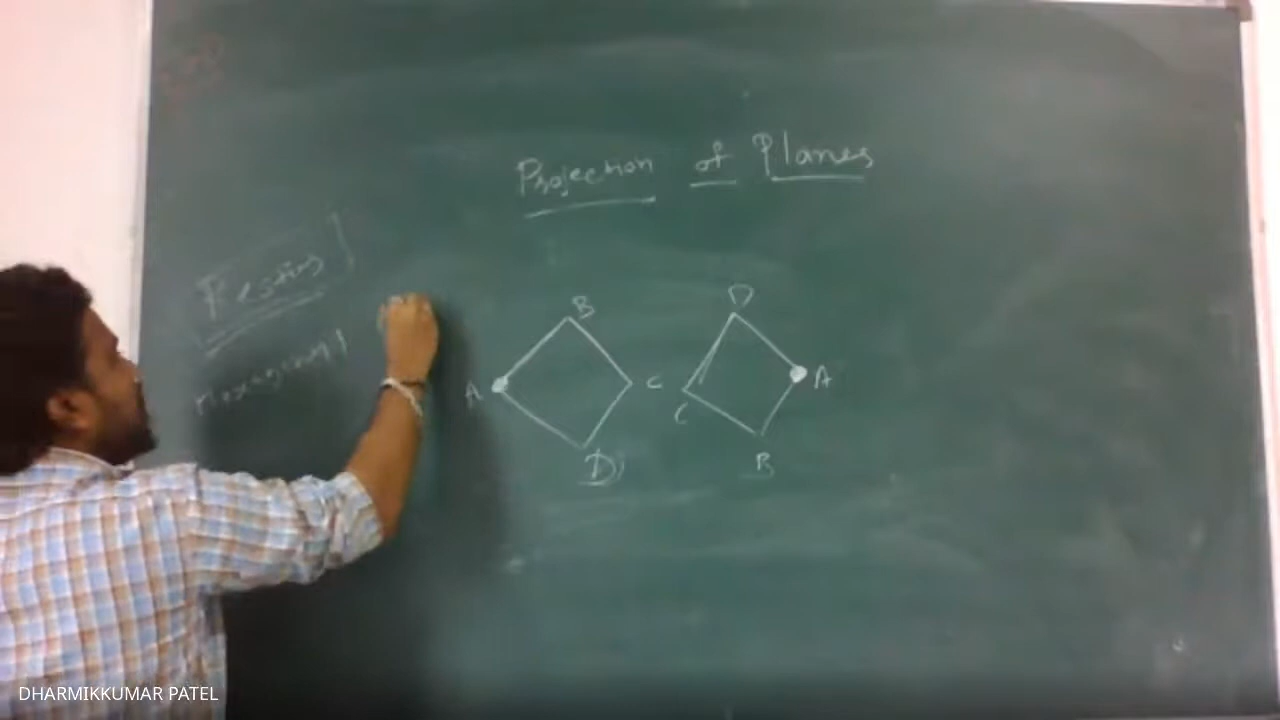 Projection of Planes
Resting
B
D
A
C
A
C
D
B
DHARMIKKUMAR PATEL